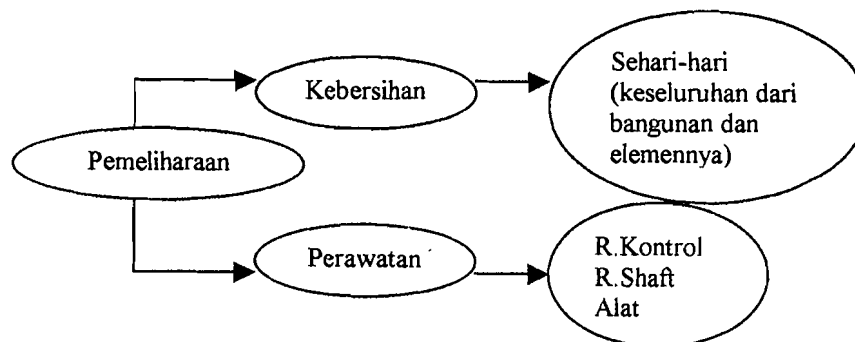 Kebersihan
Sehari-hari
(keseluruhan dari
bangunan dan
elemennya)
Pemeliharaan
Perawatan
R.Kontrol
R.Shaft
Alat